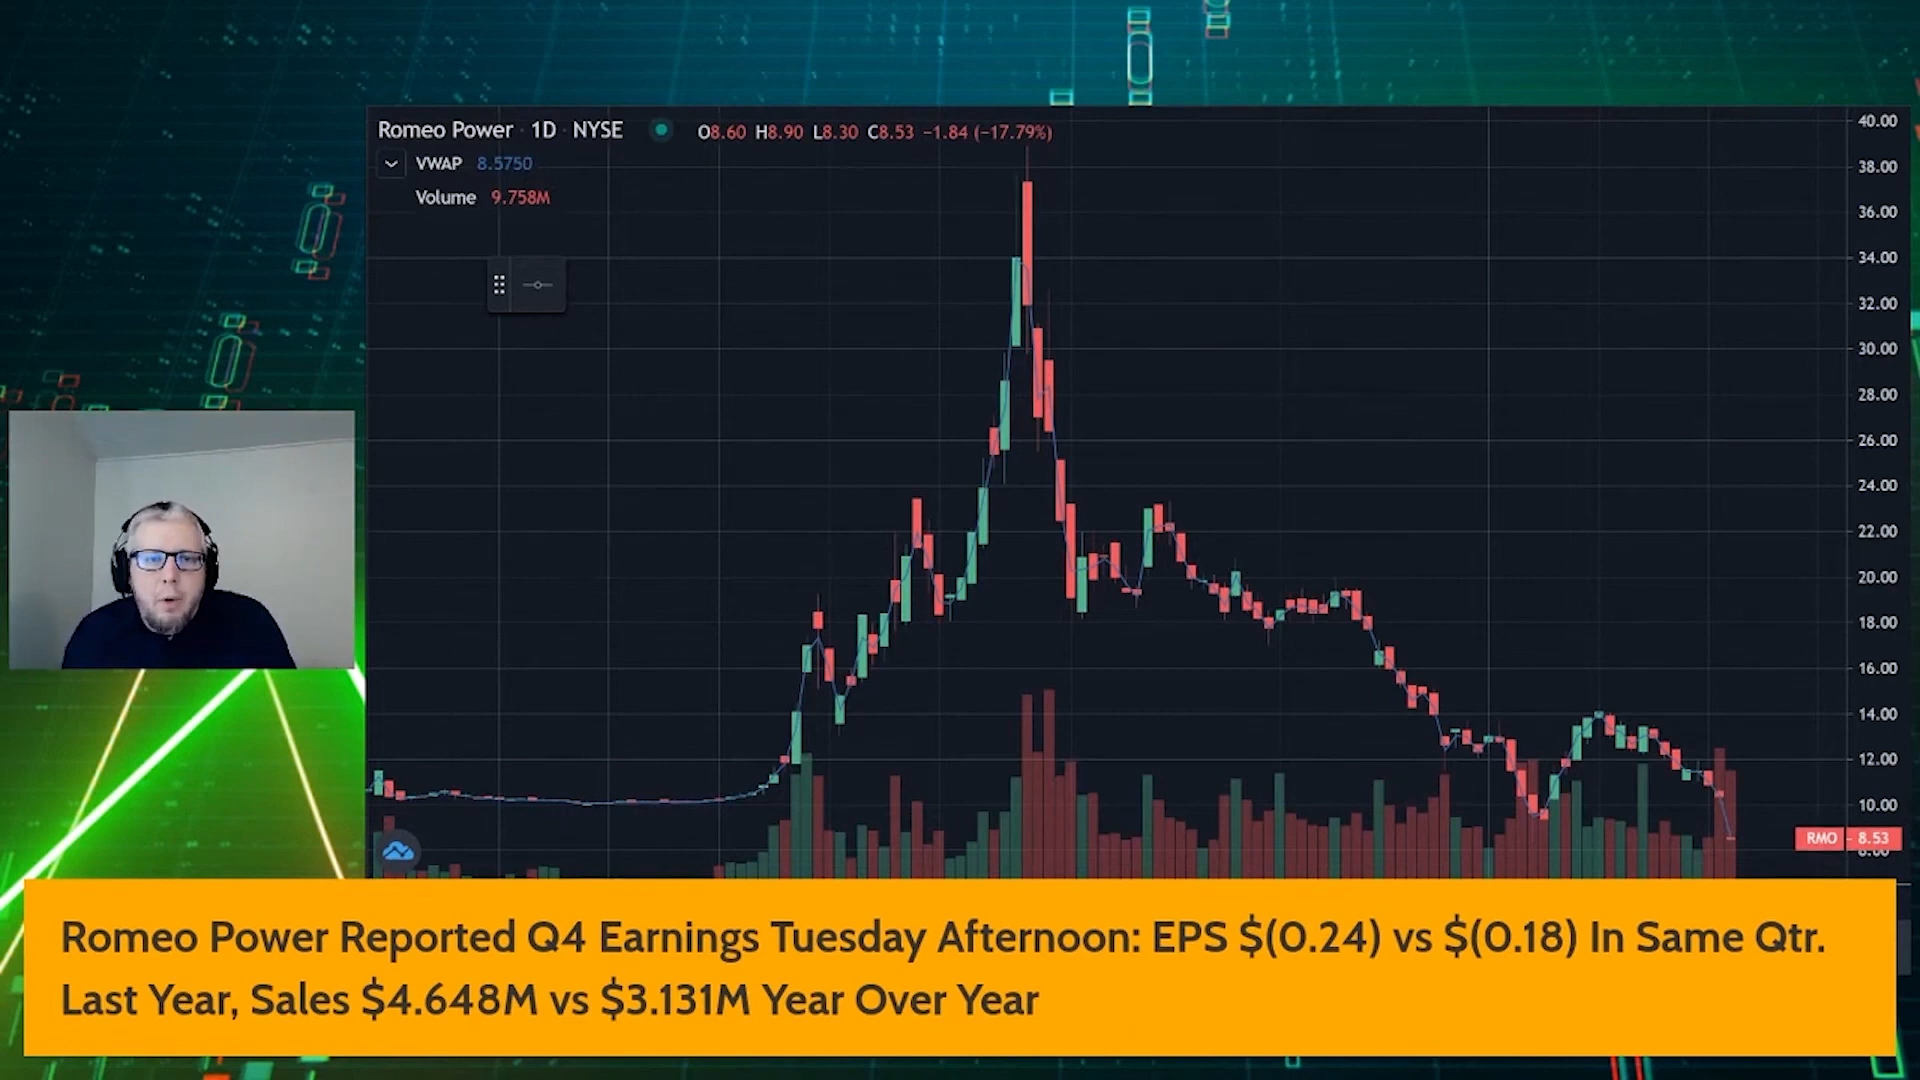 Romeo Power · 1D · NYSE O8.60 H8.90 L8.30 C8.53 −1.84 (−17.79%)
VWAP 8.5750
Volume 9.758M
40.00
38.00
36.00
34.00
32.00
30.00
28.00
26.00
24.00
22.00
20.00
18.00
16.00
14.00
12.00
10.00
RMO 8.53
8.00
Romeo Power Reported Q4 Earnings Tuesday Afternoon: EPS $(0.24) vs $(0.18) In Same Qtr.
Last Year, Sales $4.648M vs $3.131M Year Over Year